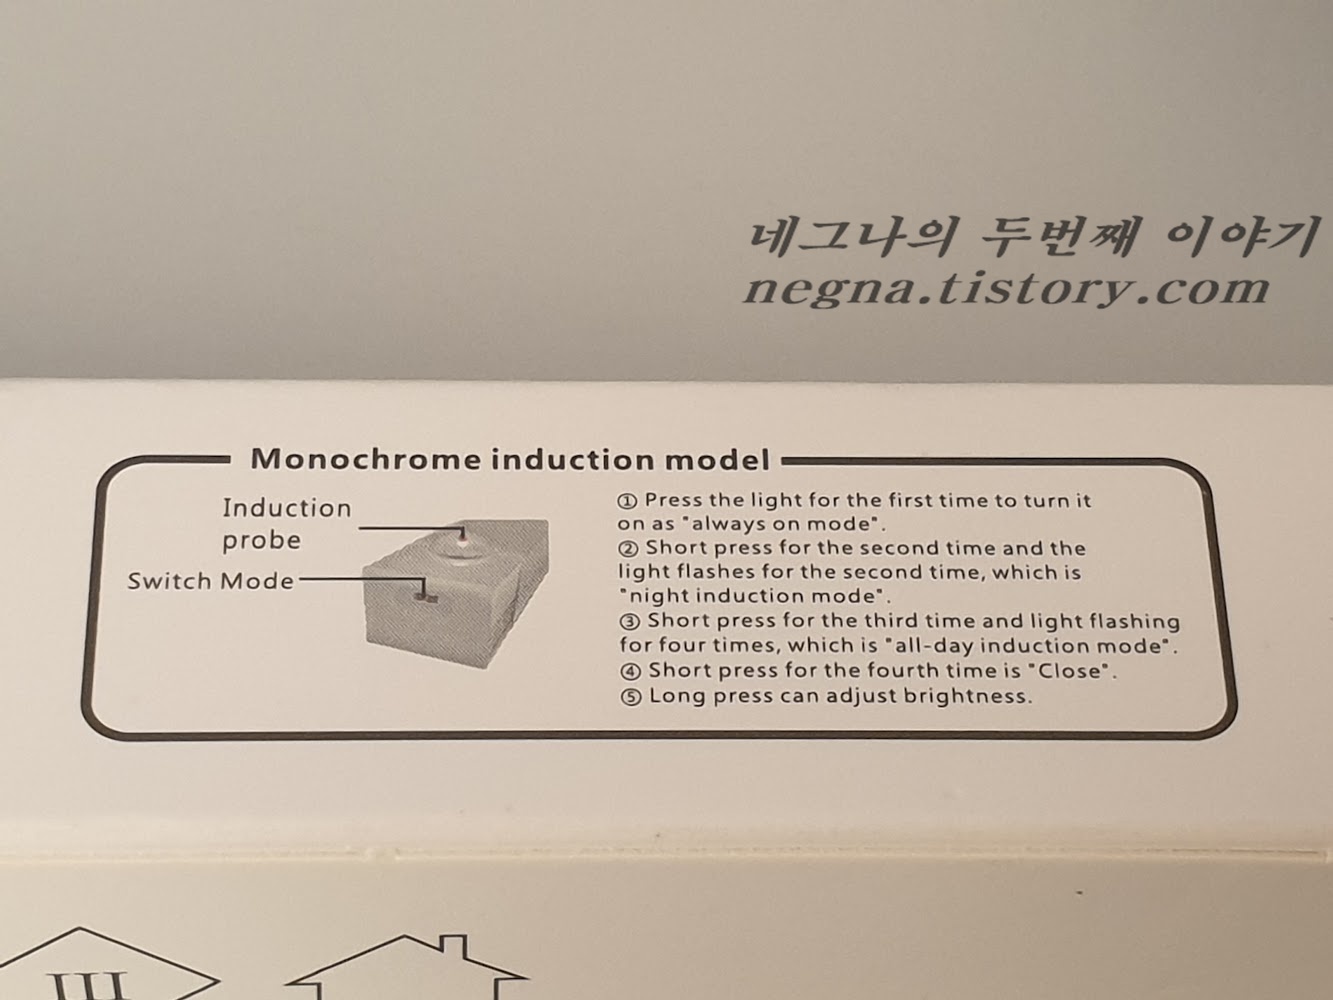 네그나의 두번째 이야기
negna.tistory.com
Monochrome induction model
Induction
probe
Switch Mode
① Press the light for the first time to turn it
on as "always on mode".
② Short press for the second time and the
light flashes for the second time, which is
"night induction mode".
③ Short press for the third time and light flashing
for four times, which is "all-day induction mode".
④ Short press for the fourth time is "Close".
⑤ Long press can adjust brightness.
III